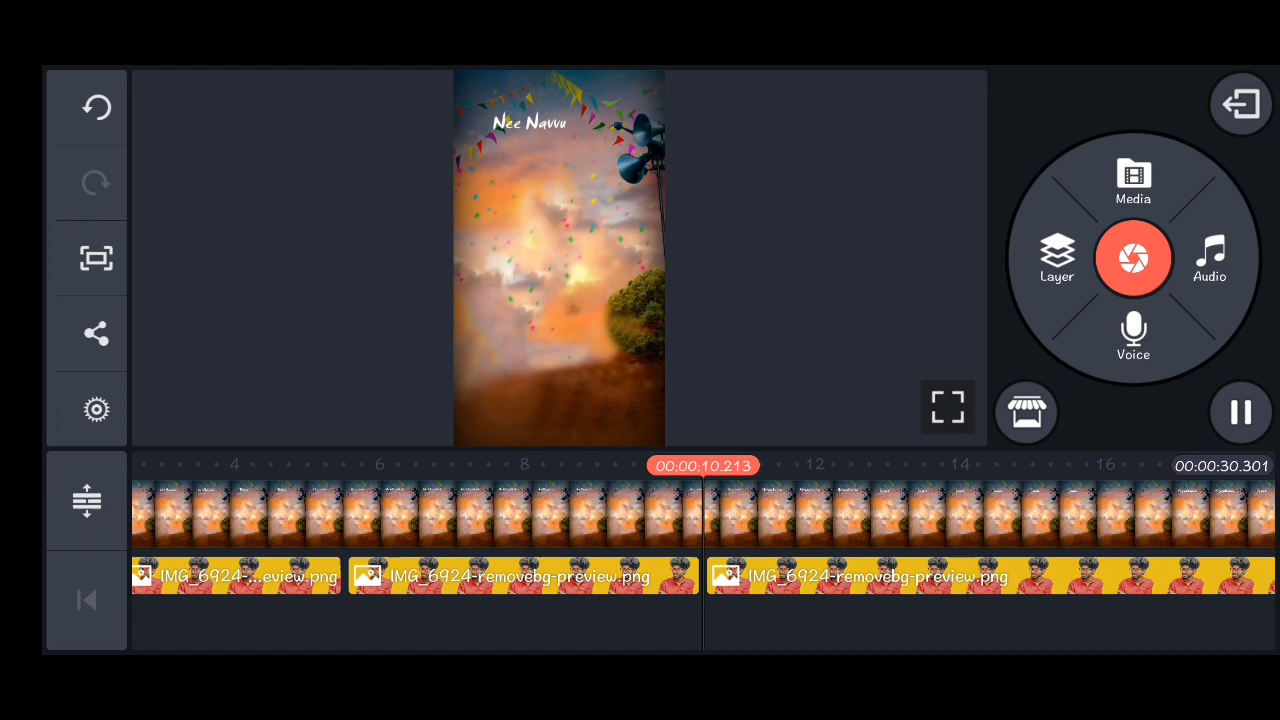 Nee Navvu
Media
Layer
Audio
Voice
4
6
8
00:00:10.213
12
14
16
00:00:30.301
IMG_6924-...eview.png
IMG_6924-removebg-preview.png
IMG_6924-removebg-preview.png